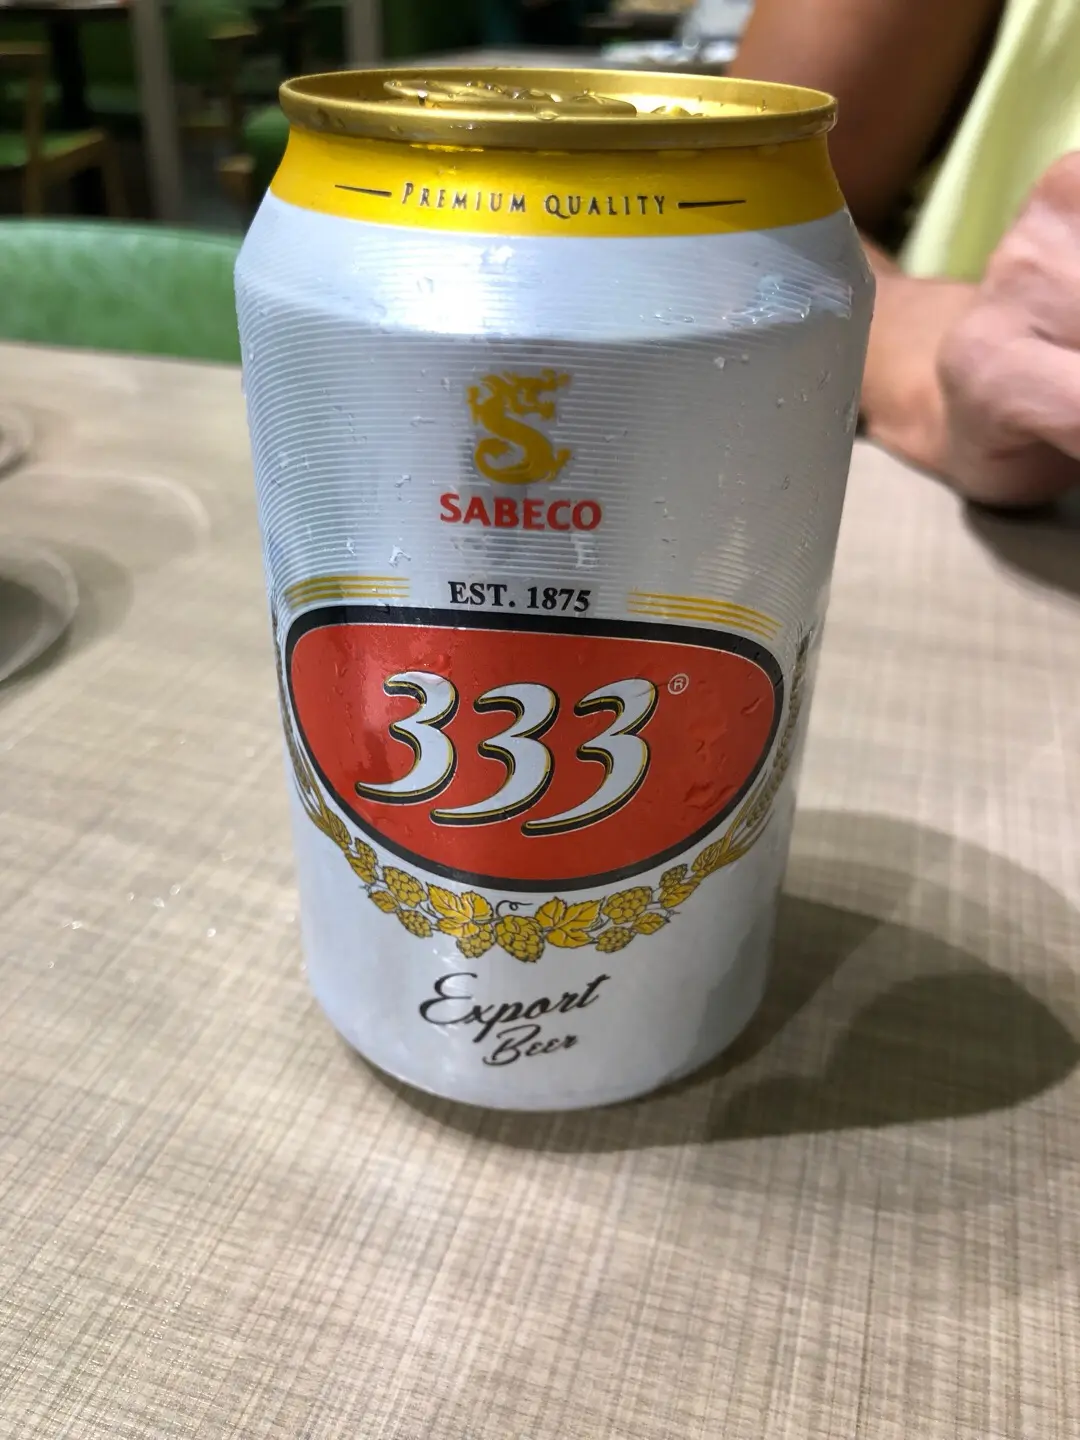 PREMIUM QUALITY
SABECO
EST. 1875
333®
Export
Beer